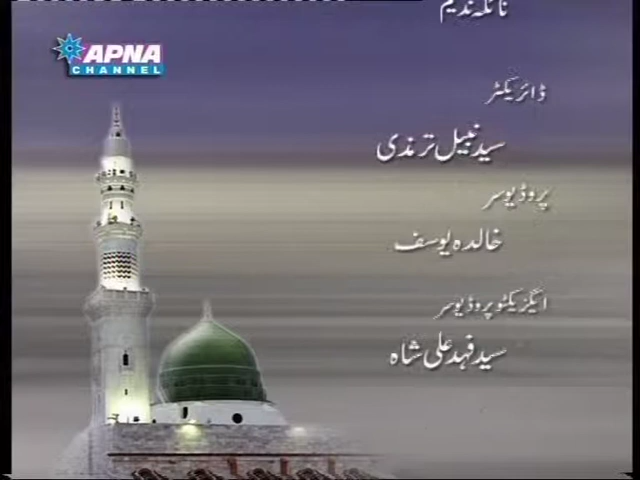 نائلہ ندیم
APNA
CHANNEL
ڈائریکٹر
سید نبیل ترمذی
پروڈیوسر
خالدہ یوسف
ایگزیکٹو پروڈیوسر
سید فہد علی شاہ